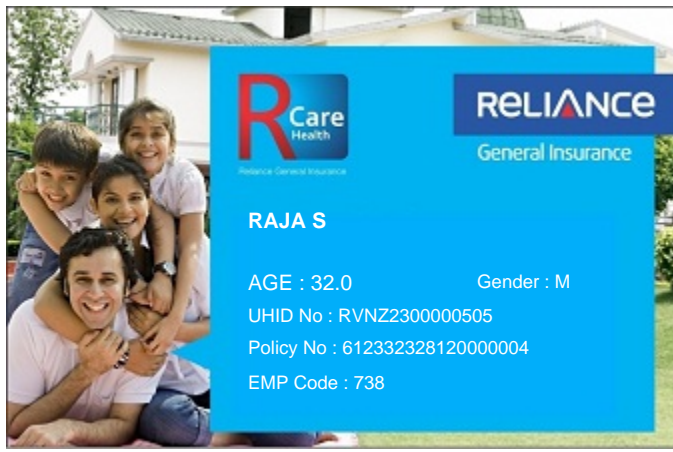 R Care
Health
Reliance General Insurance
RELIANCE
General Insurance
RAJA S
AGE : 32.0 Gender : M
UHID No : RVNZ2300000505
Policy No : 612332328120000004
EMP Code : 738